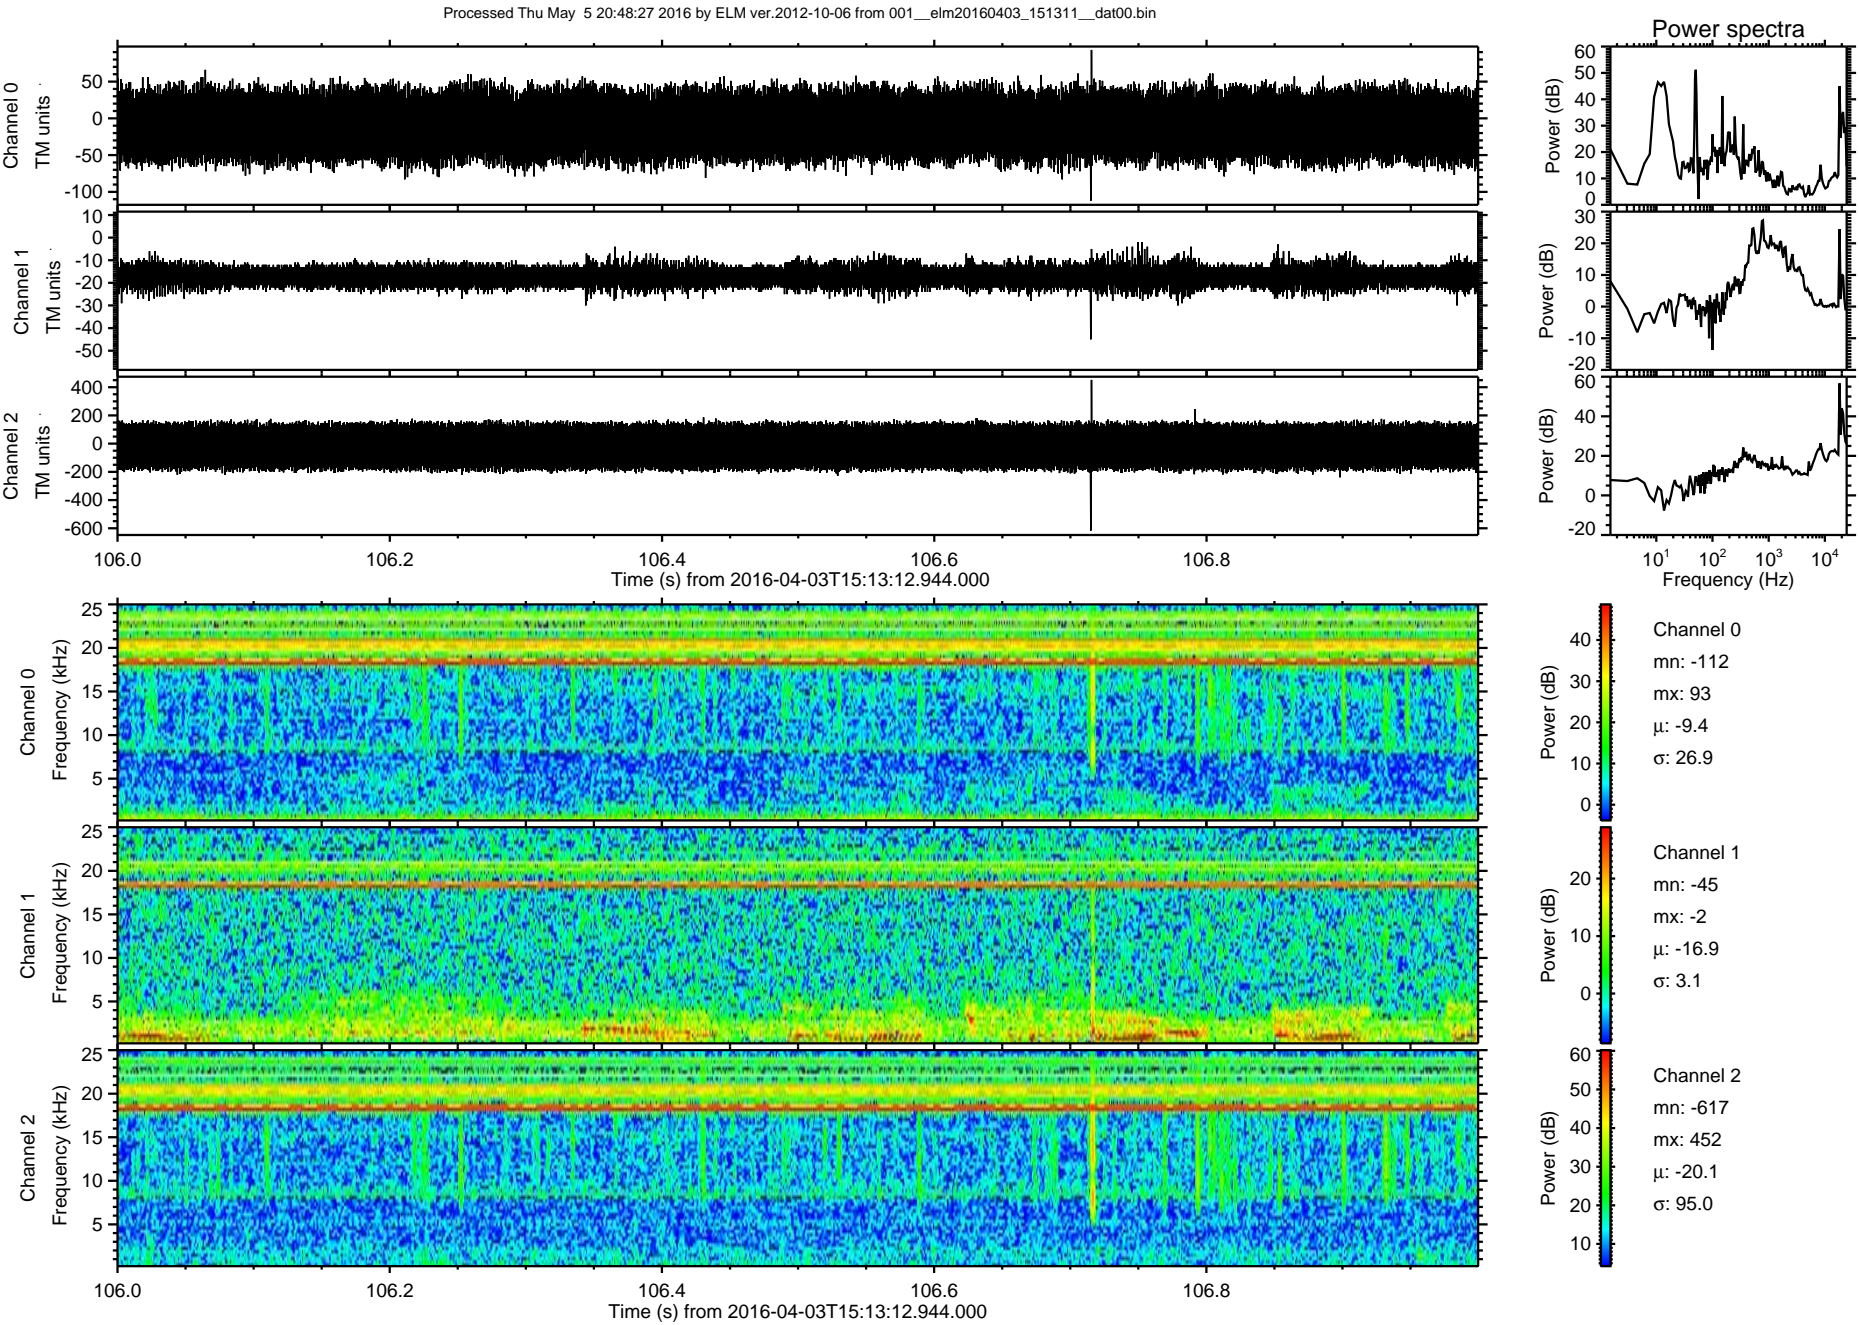 Processed Thu May  5 20:48:27 2016 by ELM ver.2012-10-06 from 001__elm20160403_151311__dat00.bin
Power spectra
Channel 0
TM units
50
0
-50
-100
Power (dB)
60
50
40
30
20
10
0
Channel 1
TM units
10
0
-10
-20
-30
-40
-50
Power (dB)
30
20
10
0
-10
-20
Channel 2
TM units
400
200
0
-200
-400
-600
Power (dB)
60
40
20
0
-20
106.0 106.2 106.4 106.6 106.8
Time (s) from 2016-04-03T15:13:12.944.000
10¹ 10² 10³ 10⁴
Frequency (Hz)
Channel 0
Frequency (kHz)
25
20
15
10
5
Power (dB)
40
30
20
10
0
Channel 0
mn: -112
mx: 93
μ: -9.4
σ: 26.9
Channel 1
Frequency (kHz)
25
20
15
10
5
Power (dB)
20
10
0
Channel 1
mn: -45
mx: -2
μ: -16.9
σ: 3.1
Channel 2
Frequency (kHz)
25
20
15
10
5
Power (dB)
60
50
40
30
20
10
Channel 2
mn: -617
mx: 452
μ: -20.1
σ: 95.0
106.0 106.2 106.4 106.6 106.8
Time (s) from 2016-04-03T15:13:12.944.000